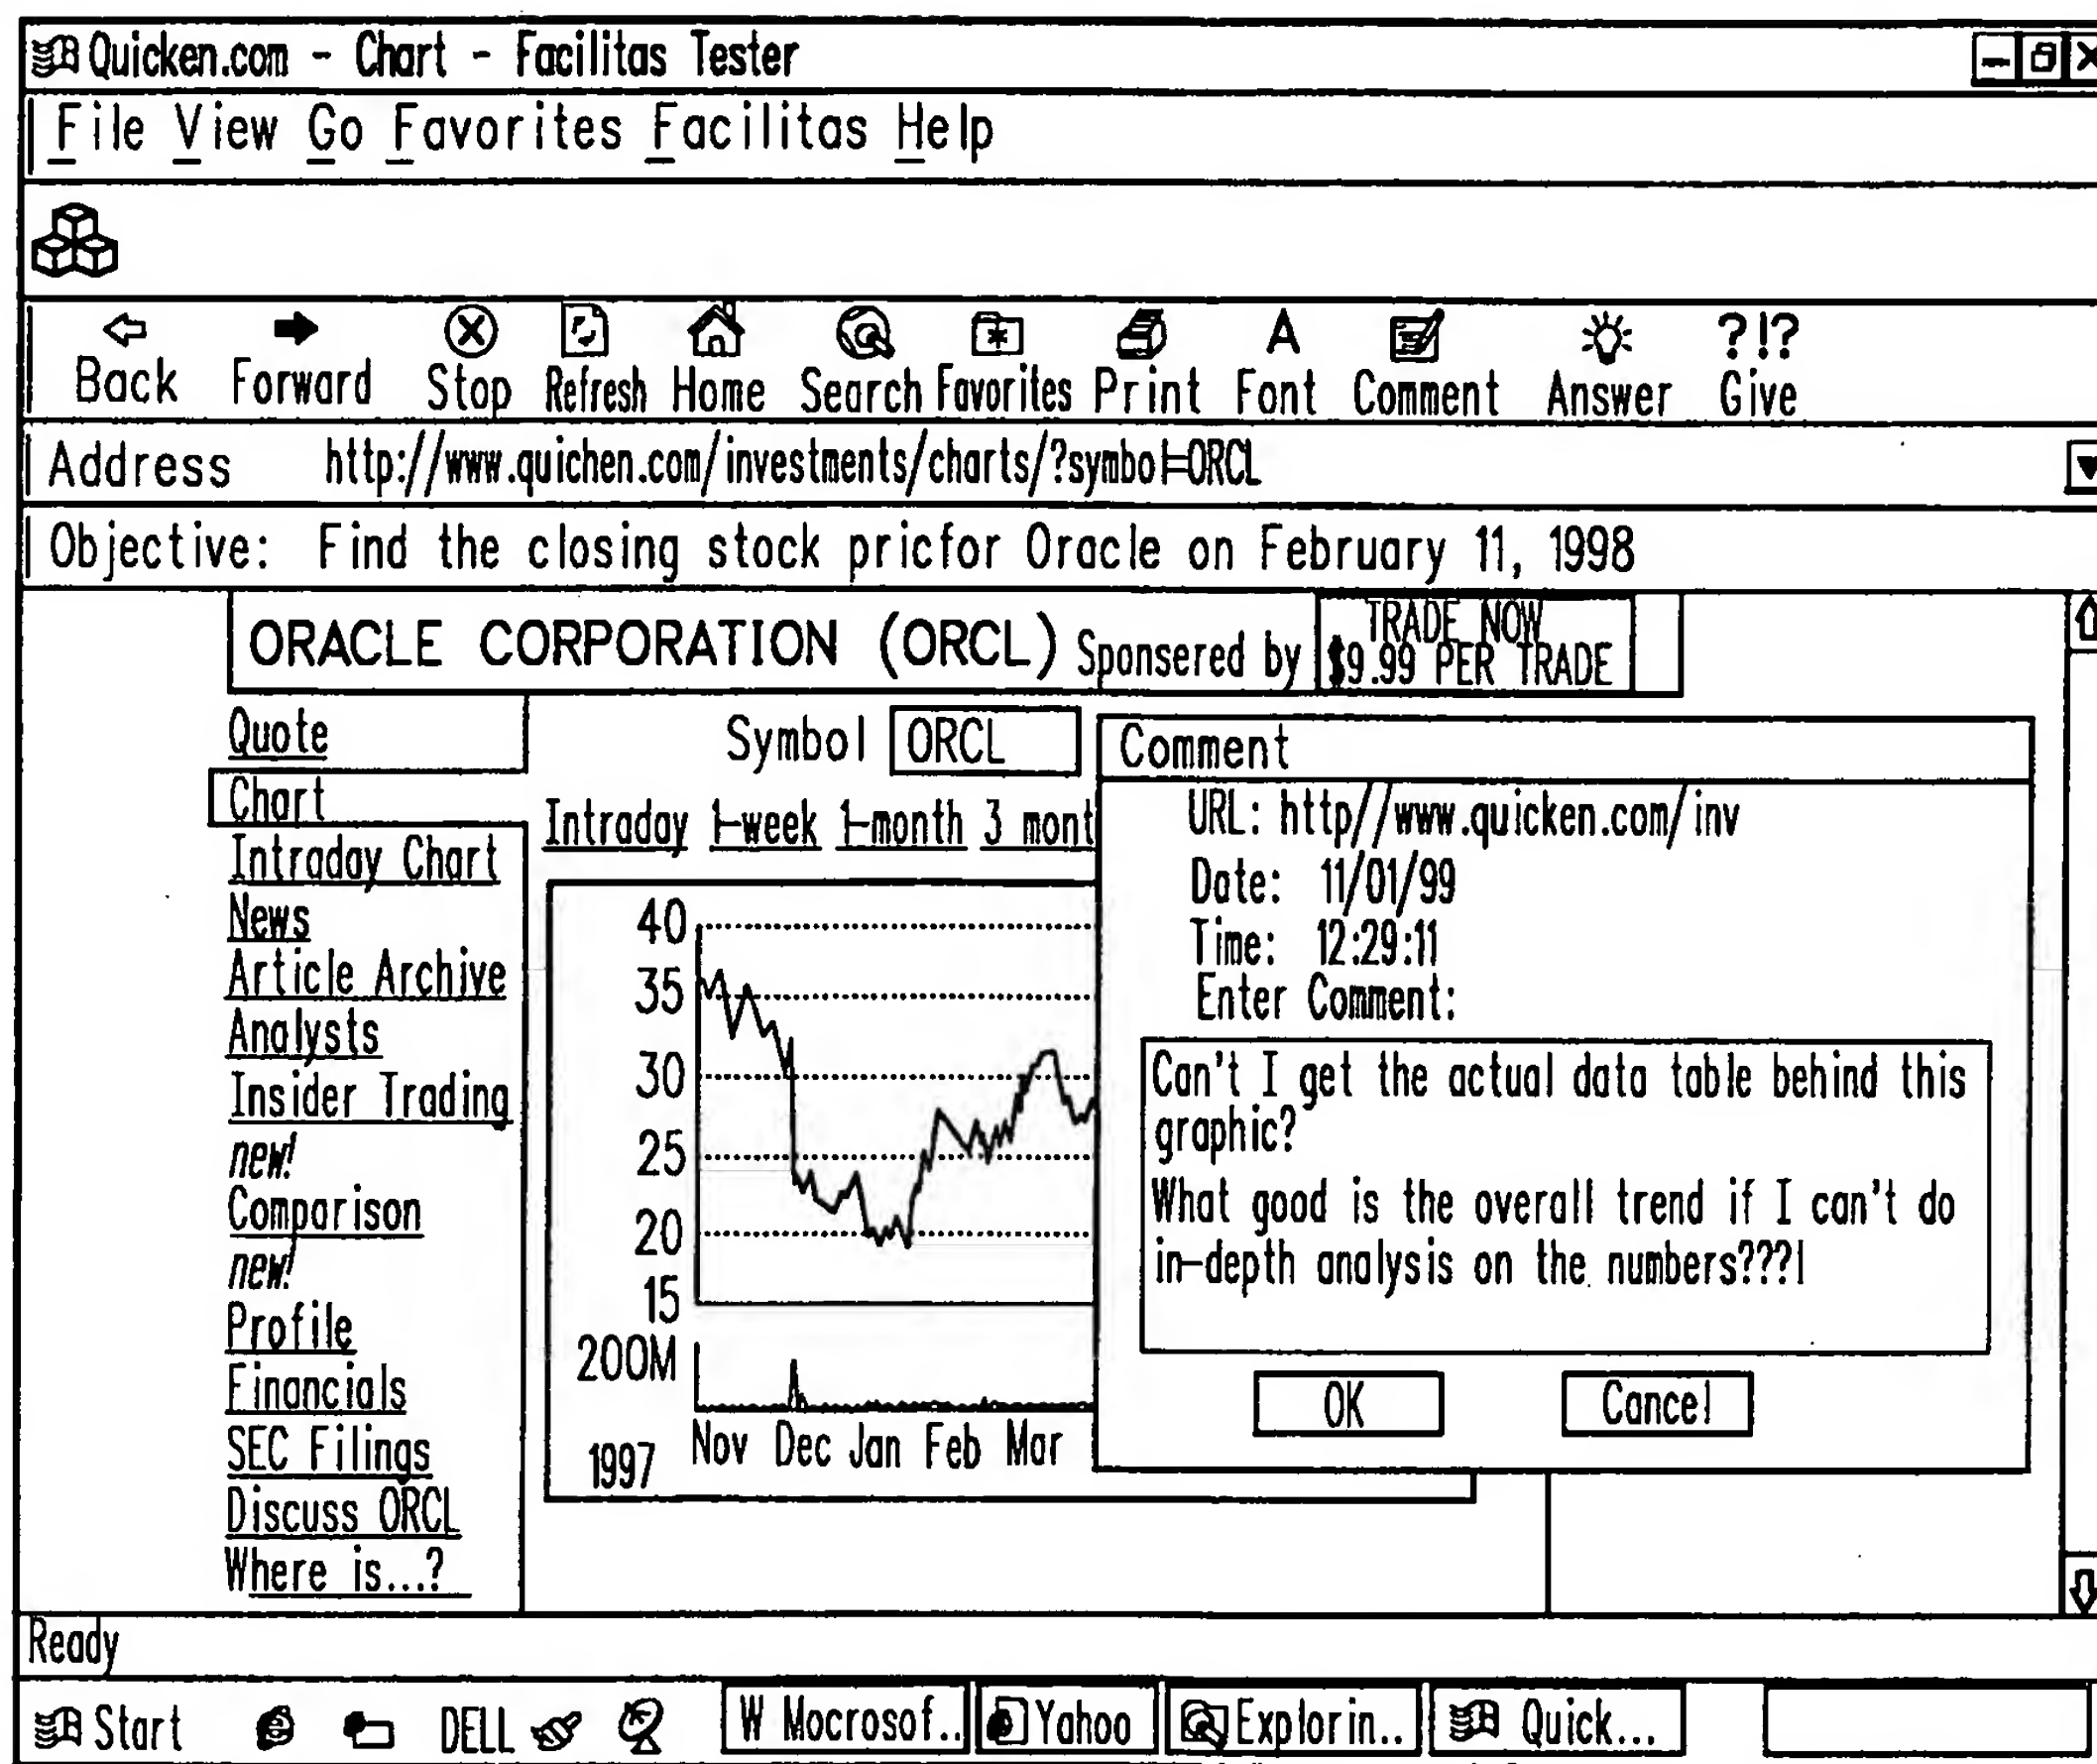 Quicken.com - Chart - Facilitas Tester
File View Go Favorites Facilitas Help
A ?!?
Back Forward Stop Refresh Home Search Favorites Print Font Comment Answer Give
Address http://www.quichen.com/investments/charts/?symbol=ORCL
Objective: Find the closing stock pricfor Oracle on February 11, 1998
ORACLE CORPORATION (ORCL) Sponsered by
TRADE NOW
$9.99 PER TRADE
Quote
Chart
Intraday Chart
News
Article Archive
Analysts
Insider Trading
new!
Comparison
new!
Profile
Financials
SEC Filings
Discuss ORCL
Where is...?
Symbol ORCL
Intraday 1-week 1-month 3 mont
40
35
30
25
20
15
200M
Nov Dec Jan Feb Mar
1997
Comment
URL: http//www.quicken.com/inv
Date: 11/01/99
Time: 12:29:11
Enter Comment:
Can't I get the actual data table behind this
graphic?
What good is the overall trend if I can't do
in-depth analysis on the numbers???|
OK Cancel
Ready
Start DELL W Mocrosof.. Yahoo Explorin.. Quick...